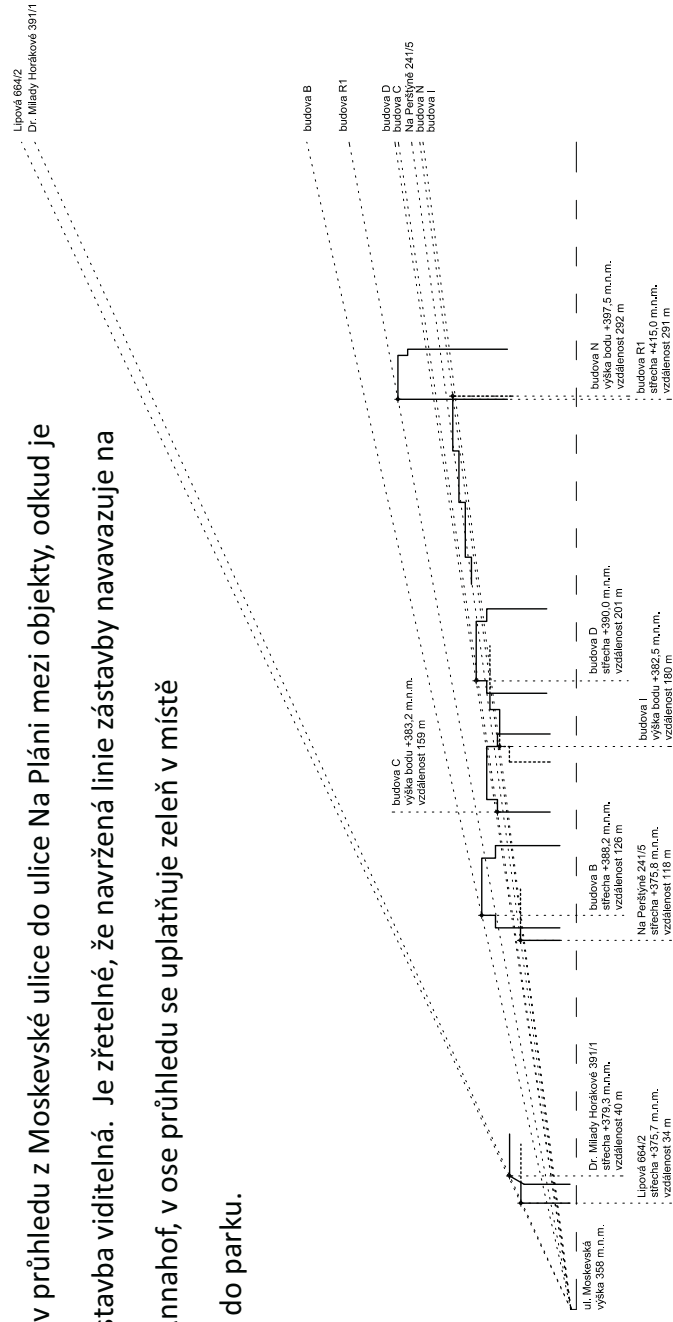 v průhledu z Moskevské ulice do ulice Na Pláni mezi objekty, odkud je
stavba viditelná. Je zřetelné, že navržená linie zástavby navavazuje na
nnahof, v ose průhledu se uplatňuje zeleň v místě
do parku.
Lipová 664/2
Dr. Milady Horákové 391/1
budova B
budova R1
budova D
budova C
Na Perštýně 241/5
budova N
budova I
ul. Moskevská
výška 358 m.n.m.
Dr. Milady Horákové 391/1
střecha +379,3 m.n.m.
vzdálenost 40 m
Lipová 664/2
střecha +375,7 m.n.m.
vzdálenost 34 m
budova C
výška bodu +383,2 m.n.m.
vzdálenost 159 m
budova B
střecha +388,2 m.n.m.
vzdálenost 126 m
Na Perštýně 241/5
střecha +375,8 m.n.m.
vzdálenost 118 m
budova D
střecha +390,0 m.n.m.
vzdálenost 201 m
budova I
výška bodu +382,5 m.n.m.
vzdálenost 180 m
budova N
výška bodu +397,5 m.n.m.
vzdálenost 292 m
budova R1
střecha +415,0 m.n.m.
vzdálenost 291 m